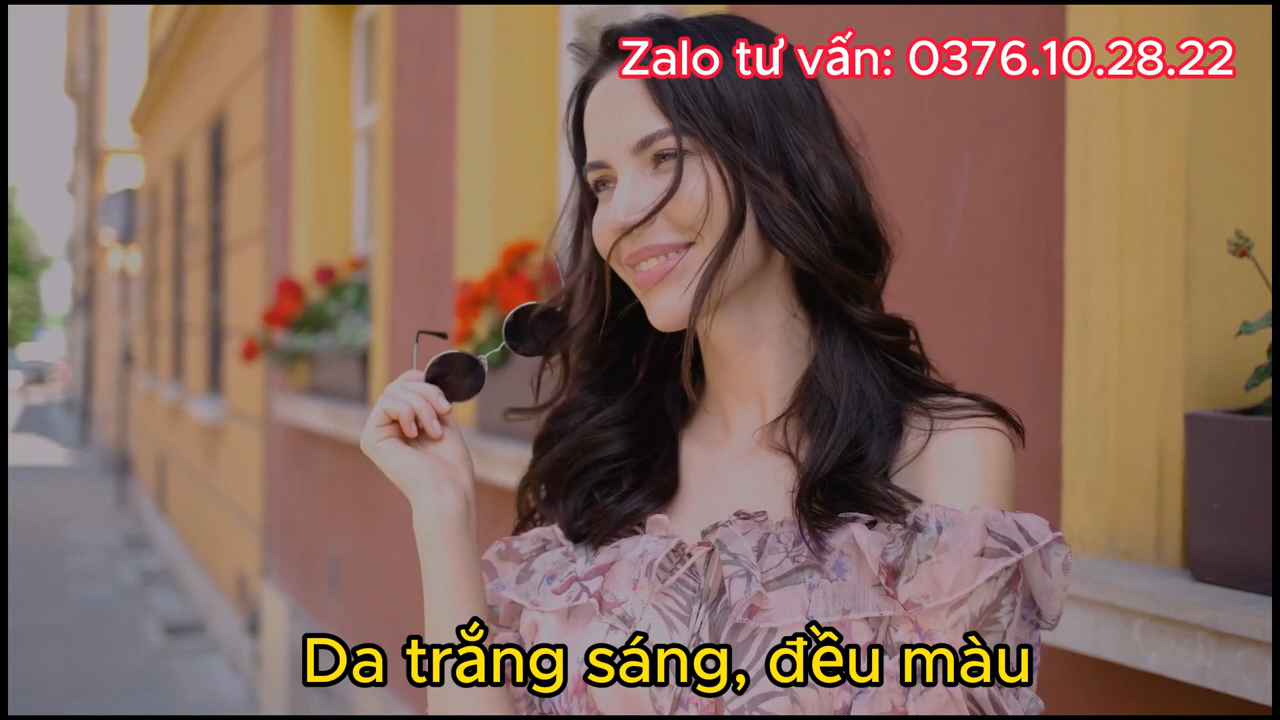 Zalo tư vấn: 0376.10.28.22
Da trắng sáng, đều màu